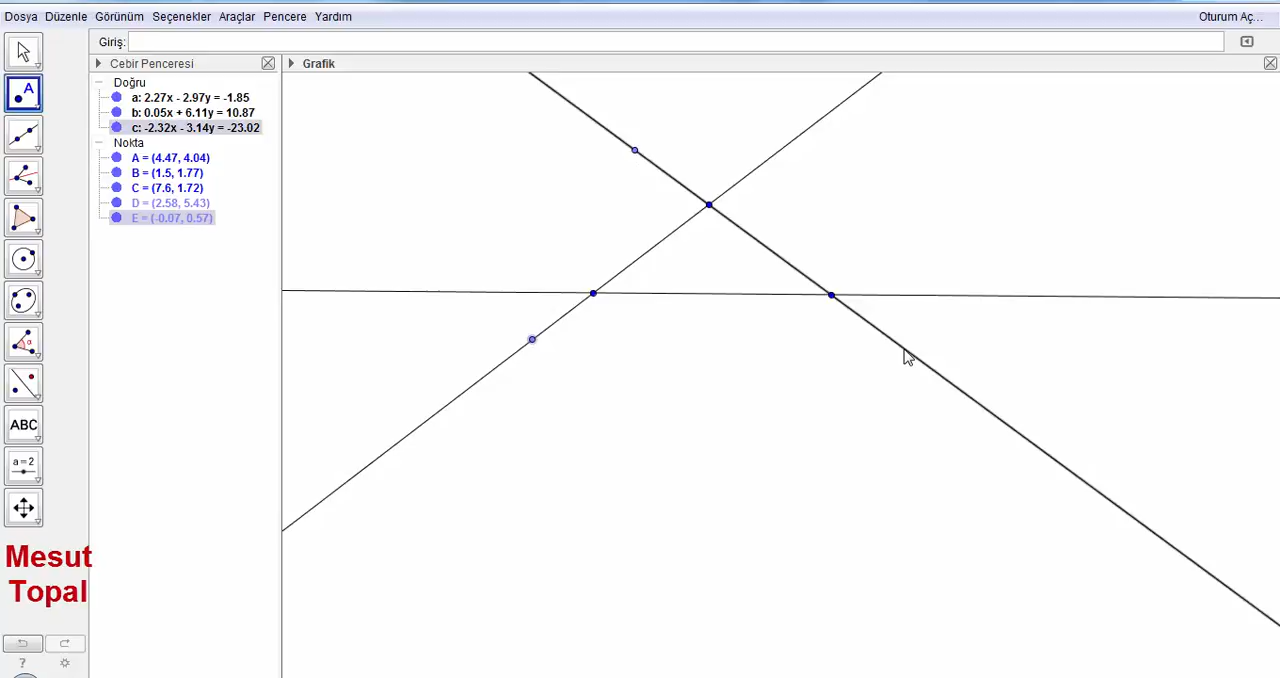 Dosya Düzenle Görünüm Seçenekler Araçlar Pencere Yardım Oturum Aç...
Giriş:
Cebir Penceresi
Grafik
Doğru
a: 2.27x - 2.97y = -1.85
b: 0.05x + 6.11y = 10.87
c: -2.32x - 3.14y = -23.02
Nokta
A = (4.47, 4.04)
B = (1.5, 1.77)
C = (7.6, 1.72)
D = (2.58, 5.43)
E = (-0.07, 0.57)
A
α
ABC
a = 2
Mesut
Topal
?